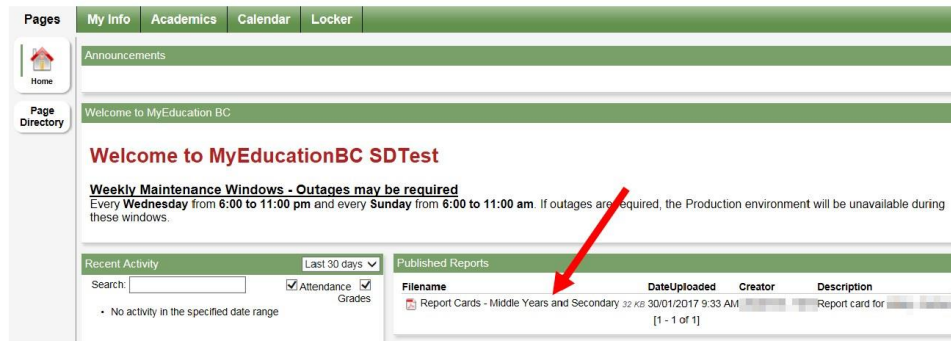 Pages
My Info Academics Calendar Locker
Home
Page
Directory
Announcements
Welcome to MyEducation BC
Welcome to MyEducationBC SDTest
Weekly Maintenance Windows - Outages may be required
Every Wednesday from 6:00 to 11:00 pm and every Sunday from 6:00 to 11:00 am. If outages are required, the Production environment will be unavailable during
these windows.
Recent Activity Last 30 days
Search: Attendance
Grades
• No activity in the specified date range
Published Reports
Filename DateUploaded Creator Description
Report Cards - Middle Years and Secondary 32 KB 30/01/2017 9:33 AM Report card for
[1 - 1 of 1]